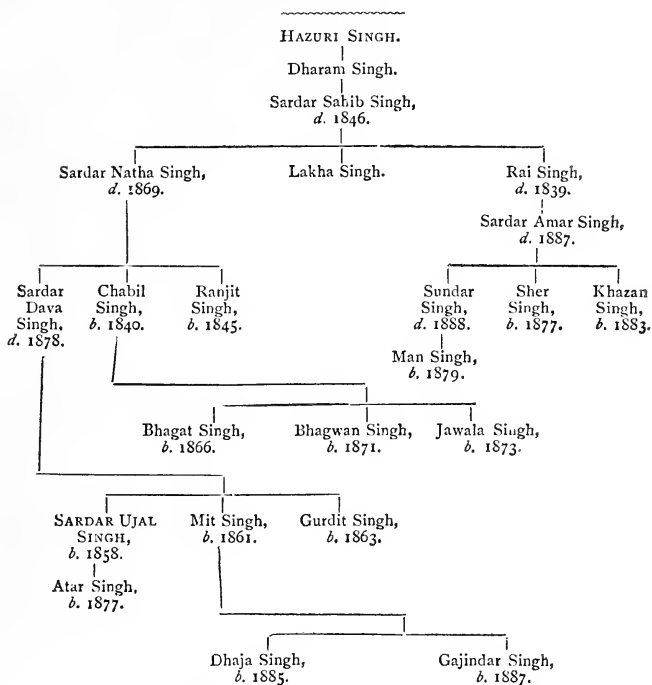 HAZURI SINGH.
Dharam Singh.
Sardar Sahib Singh,
d. 1846.
Sardar Natha Singh,
d. 1869.
Lakha Singh.
Rai Singh,
d. 1839.
Sardar Amar Singh,
d. 1887.
Sardar
Dava
Singh,
d. 1878.
Chabil
Singh,
b. 1840.
Ranjit
Singh,
b. 1845.
Sundar
Singh,
d. 1888.
Sher
Singh,
b. 1877.
Khazan
Singh,
b. 1883.
Man Singh,
b. 1879.
Bhagat Singh,
b. 1866.
Bhagwan Singh,
b. 1871.
Jawala Singh,
b. 1873.
SARDAR UJAL
SINGH,
b. 1858.
Mit Singh,
b. 1861.
Gurdit Singh,
b. 1863.
Atar Singh,
b. 1877.
Dhaja Singh,
b. 1885.
Gajindar Singh,
b. 1887.